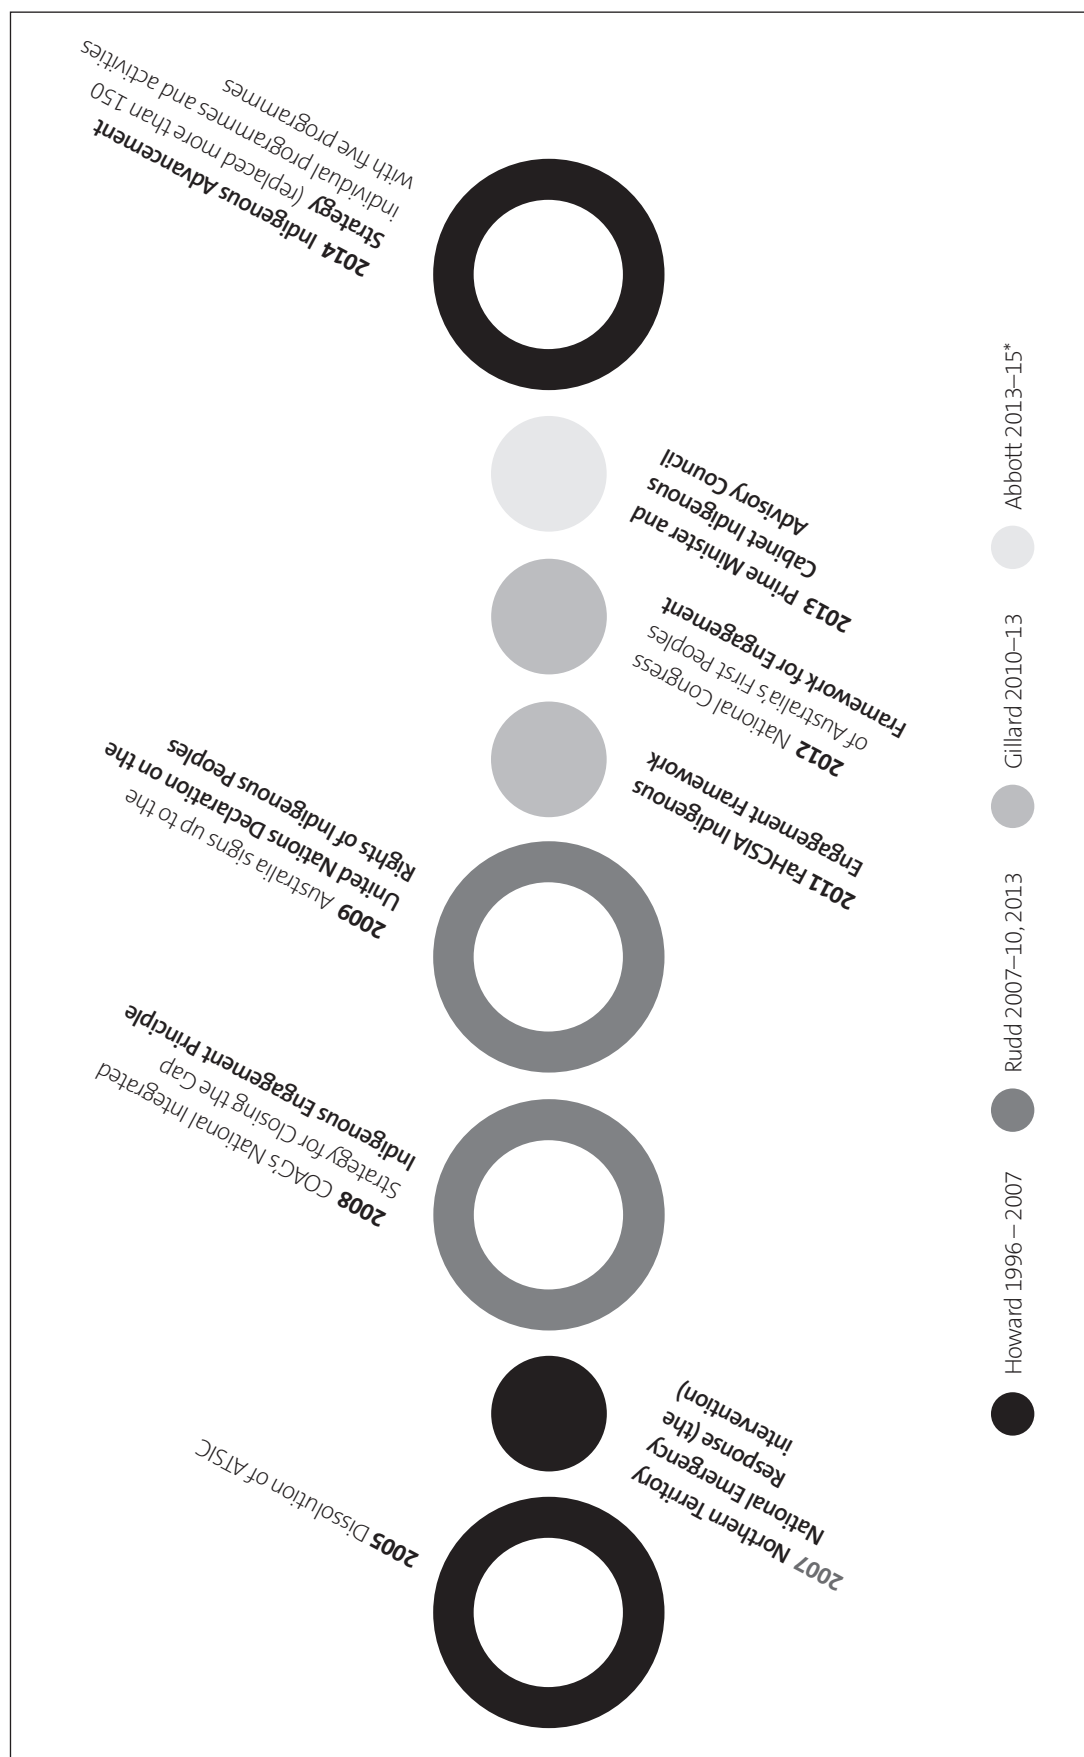 2005 Dissolution of ATSIC
2007 Northern Territory
National Emergency
Response (the
intervention)
2008 COAG's National Integrated
Strategy for Closing the Gap
Indigenous Engagement Principle
2009 Australia signs up to the
United Nations Declaration on the
Rights of Indigenous Peoples
2011 FaHCSIA Indigenous
Engagement Framework
2012 National Congress
of Australia's First Peoples
Framework for Engagement
2013 Prime Minister and
Cabinet Indigenous
Advisory Council
2014 Indigenous Advancement
Strategy (replaced more than 150
individual programmes and activities
with five programmes
Howard 1996 – 2007
Rudd 2007–10, 2013
Gillard 2010–13
Abbott 2013–15*